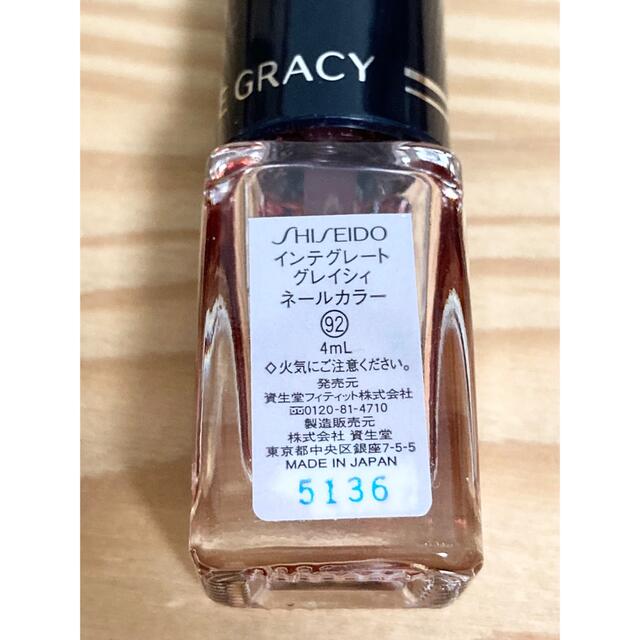 E GRACY
SHISEIDO
インテグレート
グレイシィ
ネールカラー
92
4mL
◇火気にご注意ください。
発売元
資生堂フィティット株式会社
0120-81-4710
製造販売元
株式会社 資生堂
東京都中央区銀座7-5-5
MADE IN JAPAN
5136